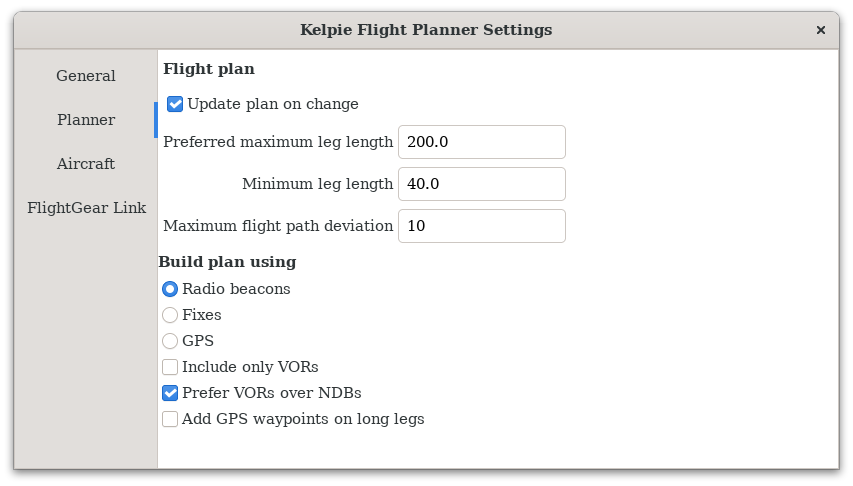 Kelpie Flight Planner Settings
General
Planner
Aircraft
FlightGear Link
Flight plan
Update plan on change
Preferred maximum leg length 200.0
Minimum leg length 40.0
Maximum flight path deviation 10
Build plan using
Radio beacons
Fixes
GPS
Include only VORs
Prefer VORs over NDBs
Add GPS waypoints on long legs